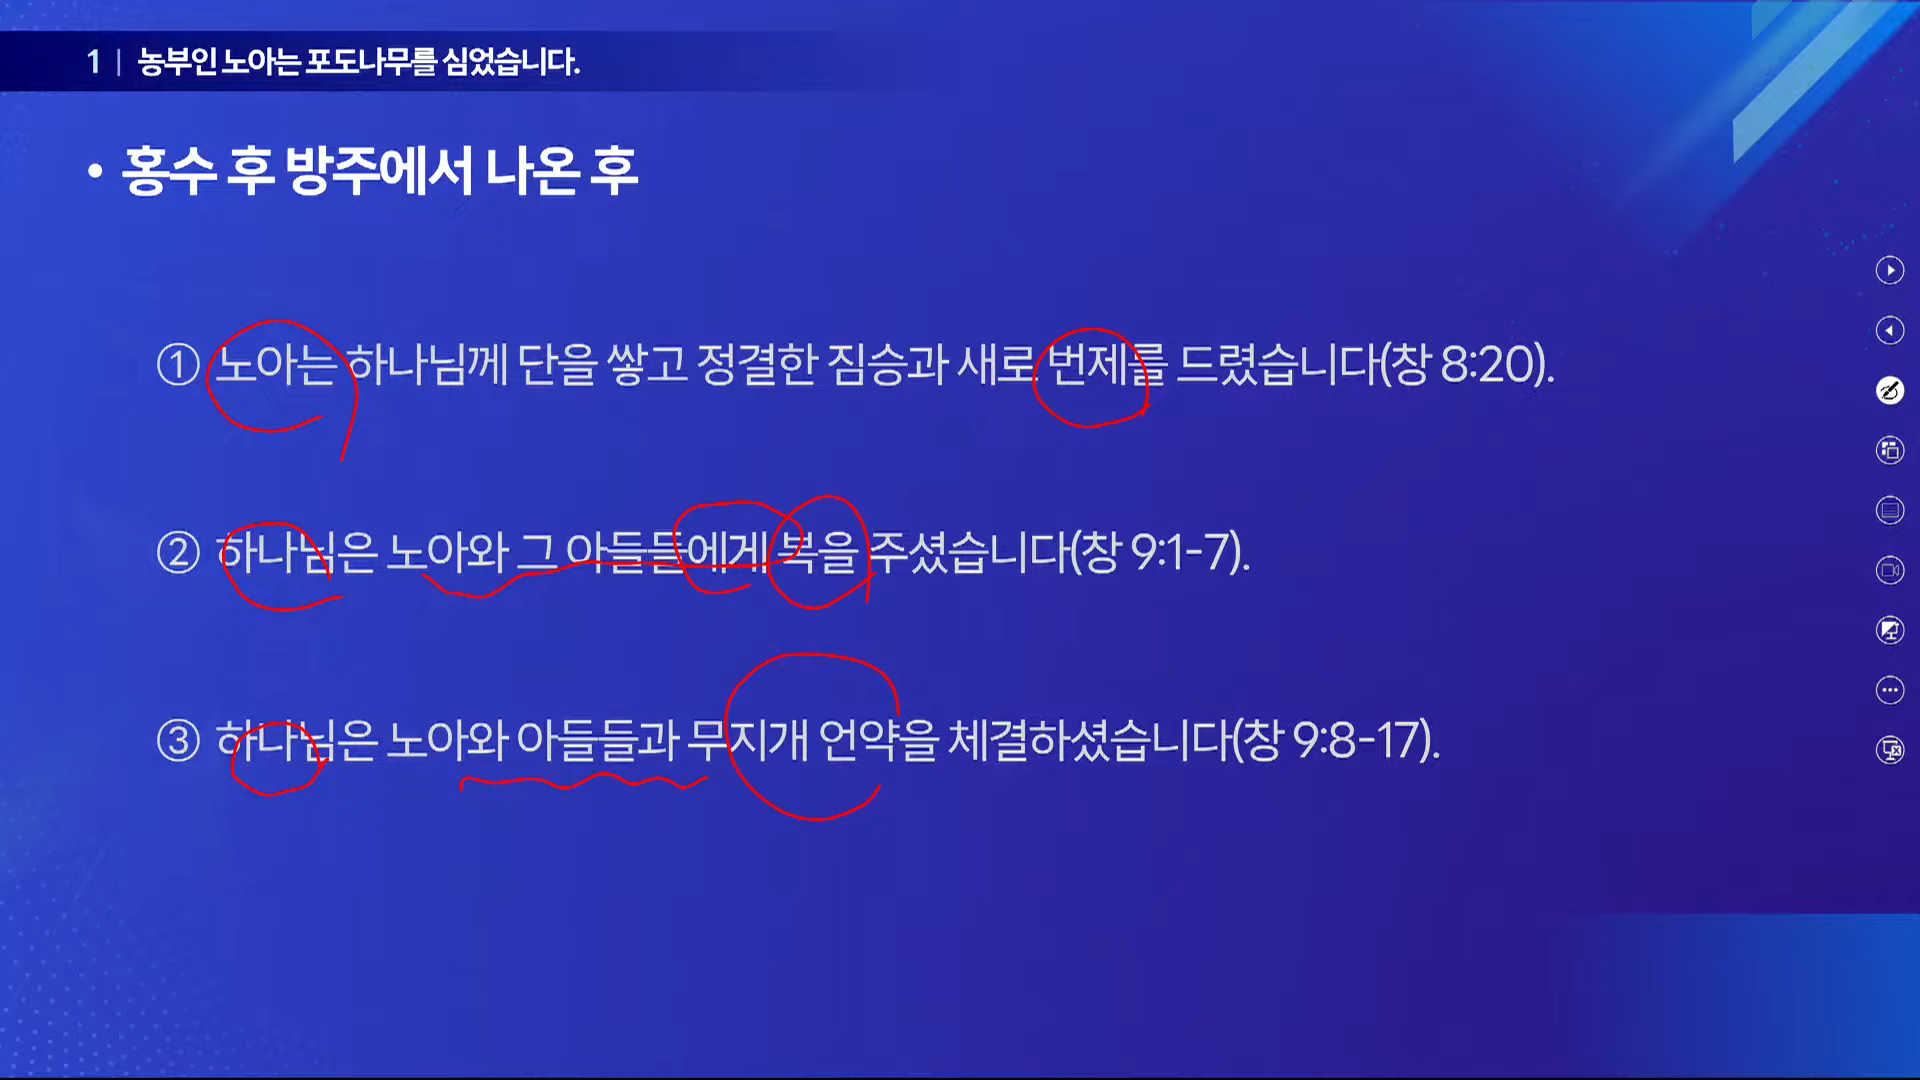 1 | 농부인 노아는 포도나무를 심었습니다.
• 홍수 후 방주에서 나온 후
① 노아는 하나님께 단을 쌓고 정결한 짐승과 새로 번제를 드렸습니다(창 8:20).
② 하나님은 노아와 그 아들들에게 복을 주셨습니다(창 9:1-7).
③ 하나님은 노아와 아들들과 무지개 언약을 체결하셨습니다(창 9:8-17).